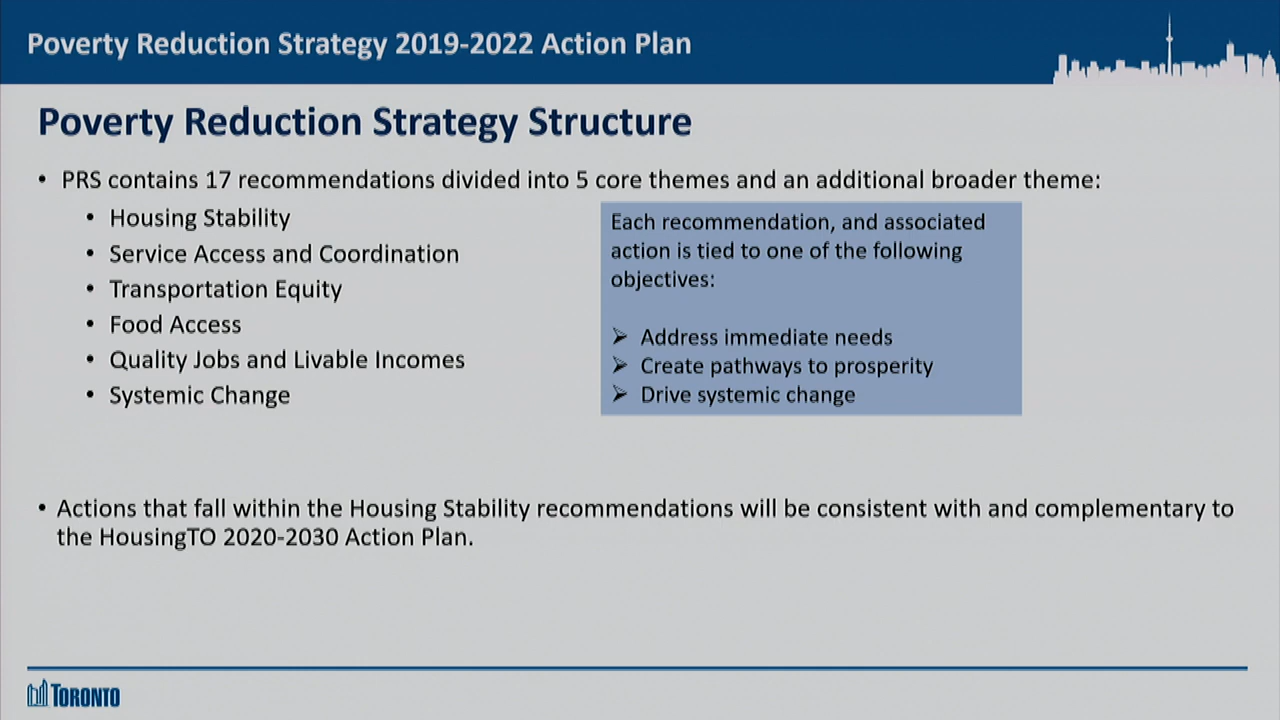 Poverty Reduction Strategy 2019-2022 Action Plan
Poverty Reduction Strategy Structure
• PRS contains 17 recommendations divided into 5 core themes and an additional broader theme:
• Housing Stability
• Service Access and Coordination
• Transportation Equity
• Food Access
• Quality Jobs and Livable Incomes
• Systemic Change
Each recommendation, and associated
action is tied to one of the following
objectives:
➢ Address immediate needs
➢ Create pathways to prosperity
➢ Drive systemic change
• Actions that fall within the Housing Stability recommendations will be consistent with and complementary to
the HousingTO 2020-2030 Action Plan.
TORONTO